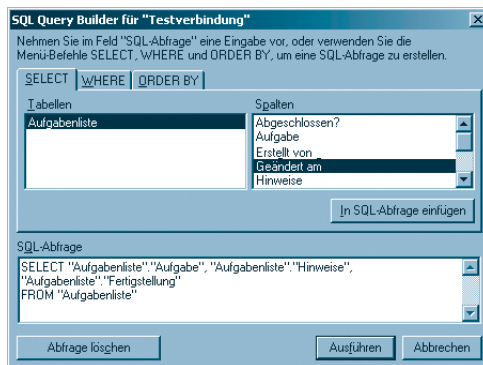 SQL Query Builder für "Testverbindung"
Nehmen Sie im Feld "SQL-Abfrage" eine Eingabe vor, oder verwenden Sie die
Menü-Befehle SELECT, WHERE und ORDER BY, um eine SQL-Abfrage zu erstellen.
SELECT WHERE ORDER BY
Tabellen Spalten
Aufgabenliste Abgeschlossen?
Aufgabe
Erstellt von
Geändert am
Hinweise
In SQL-Abfrage einfügen
SQL-Abfrage
SELECT "Aufgabenliste"."Aufgabe", "Aufgabenliste"."Hinweise",
"Aufgabenliste"."Fertigstellung"
FROM "Aufgabenliste"
Abfrage löschen Ausführen Abbrechen